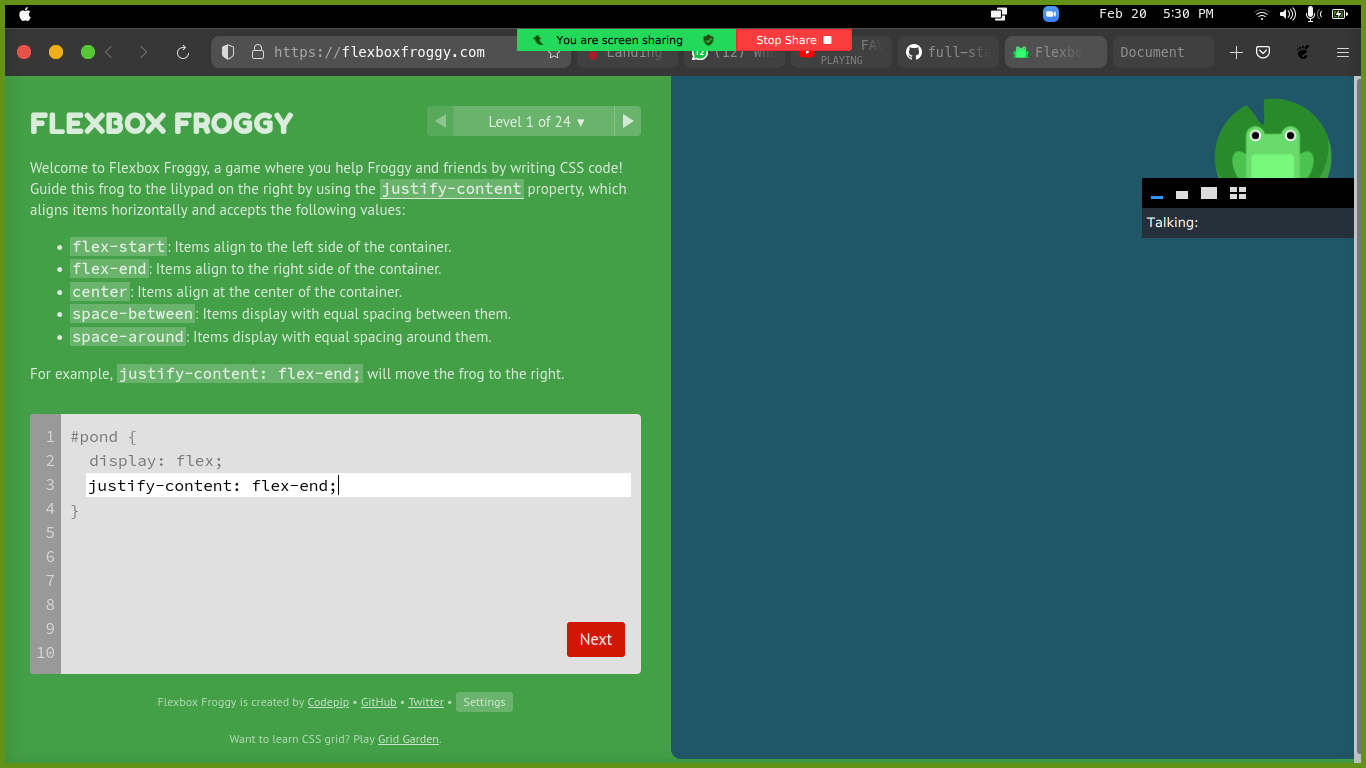 Feb 20 5:30 PM
You are screen sharing
Stop Share
https://flexboxfroggy.com
Landing
(12) Wh
FAV
PLAYING
full-st
Flexbo
Document
FLEXBOX FROGGY
Level 1 of 24 ▾
Welcome to Flexbox Froggy, a game where you help Froggy and friends by writing CSS code!
Guide this frog to the lilypad on the right by using the justify-content property, which
aligns items horizontally and accepts the following values:
• flex-start: Items align to the left side of the container.
• flex-end: Items align to the right side of the container.
• center: Items align at the center of the container.
• space-between: Items display with equal spacing between them.
• space-around: Items display with equal spacing around them.
For example, justify-content: flex-end; will move the frog to the right.
1 #pond {
2 display: flex;
3 justify-content: flex-end;
4 }
5
6
7
8
9
10
Next
Flexbox Froggy is created by Codepip • GitHub • Twitter • Settings
Want to learn CSS grid? Play Grid Garden.
Talking: